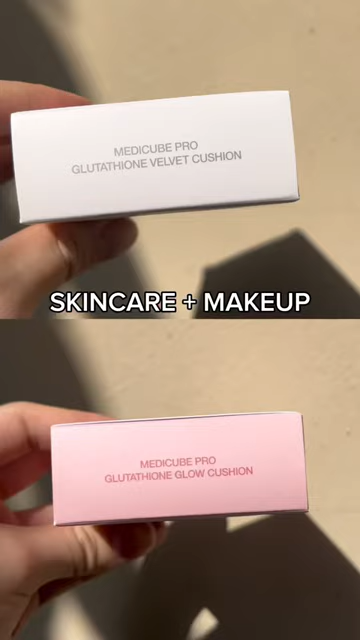 MEDICUBE PRO
GLUTATHIONE VELVET CUSHION
SKINCARE + MAKEUP
MEDICUBE PRO
GLUTATHIONE GLOW CUSHION